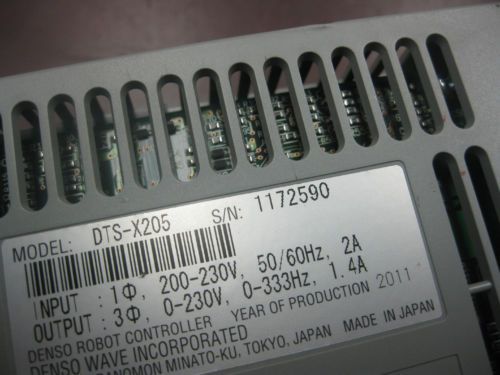 MODEL: DTS-X205 S/N: 1172590
INPUT : 1Φ, 200-230V, 50/60Hz, 2A
OUTPUT : 3Φ, 0-230V, 0-333Hz, 1.4A
DENSO ROBOT CONTROLLER YEAR OF PRODUCTION 2011
DENSO WAVE INCORPORATED
MINATO-KU, TOKYO, JAPAN MADE IN JAPAN